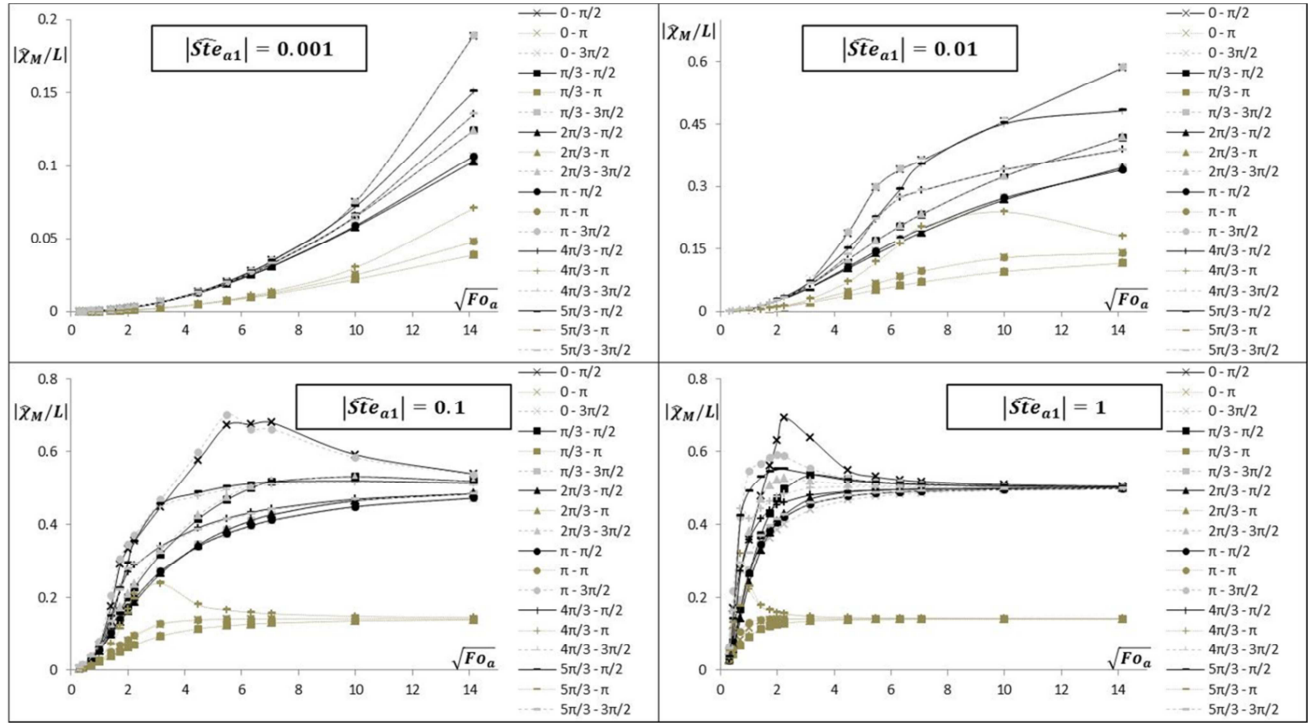 |Ste_a1| = 0.001
|χ̂_M/L|
0.2
0.15
0.1
0.05
0
0 2 4 6 8 10 12 14
√Fo_a
0 - π/2
0 - π
0 - 3π/2
π/3 - π/2
π/3 - π
π/3 - 3π/2
2π/3 - π/2
2π/3 - π
2π/3 - 3π/2
π - π/2
π - π
π - 3π/2
4π/3 - π/2
4π/3 - π
4π/3 - 3π/2
5π/3 - π/2
5π/3 - π
5π/3 - 3π/2
|Ste_a1| = 0.01
|χ̂_M/L|
0.6
0.45
0.3
0.15
0
0 2 4 6 8 10 12 14
√Fo_a
0 - π/2
0 - π
0 - 3π/2
π/3 - π/2
π/3 - π
π/3 - 3π/2
2π/3 - π/2
2π/3 - π
2π/3 - 3π/2
π - π/2
π - π
π - 3π/2
4π/3 - π/2
4π/3 - π
4π/3 - 3π/2
5π/3 - π/2
5π/3 - π
5π/3 - 3π/2
|Ste_a1| = 0.1
|χ̂_M/L|
0.8
0.6
0.4
0.2
0
0 2 4 6 8 10 12 14
√Fo_a
0 - π/2
0 - π
0 - 3π/2
π/3 - π/2
π/3 - π
π/3 - 3π/2
2π/3 - π/2
2π/3 - π
2π/3 - 3π/2
π - π/2
π - π
π - 3π/2
4π/3 - π/2
4π/3 - π
4π/3 - 3π/2
5π/3 - π/2
5π/3 - π
5π/3 - 3π/2
|Ste_a1| = 1
|χ̂_M/L|
0.8
0.6
0.4
0.2
0
0 2 4 6 8 10 12 14
√Fo_a
0 - π/2
0 - π
0 - 3π/2
π/3 - π/2
π/3 - π
π/3 - 3π/2
2π/3 - π/2
2π/3 - π
2π/3 - 3π/2
π - π/2
π - π
π - 3π/2
4π/3 - π/2
4π/3 - π
4π/3 - 3π/2
5π/3 - π/2
5π/3 - π
5π/3 - 3π/2